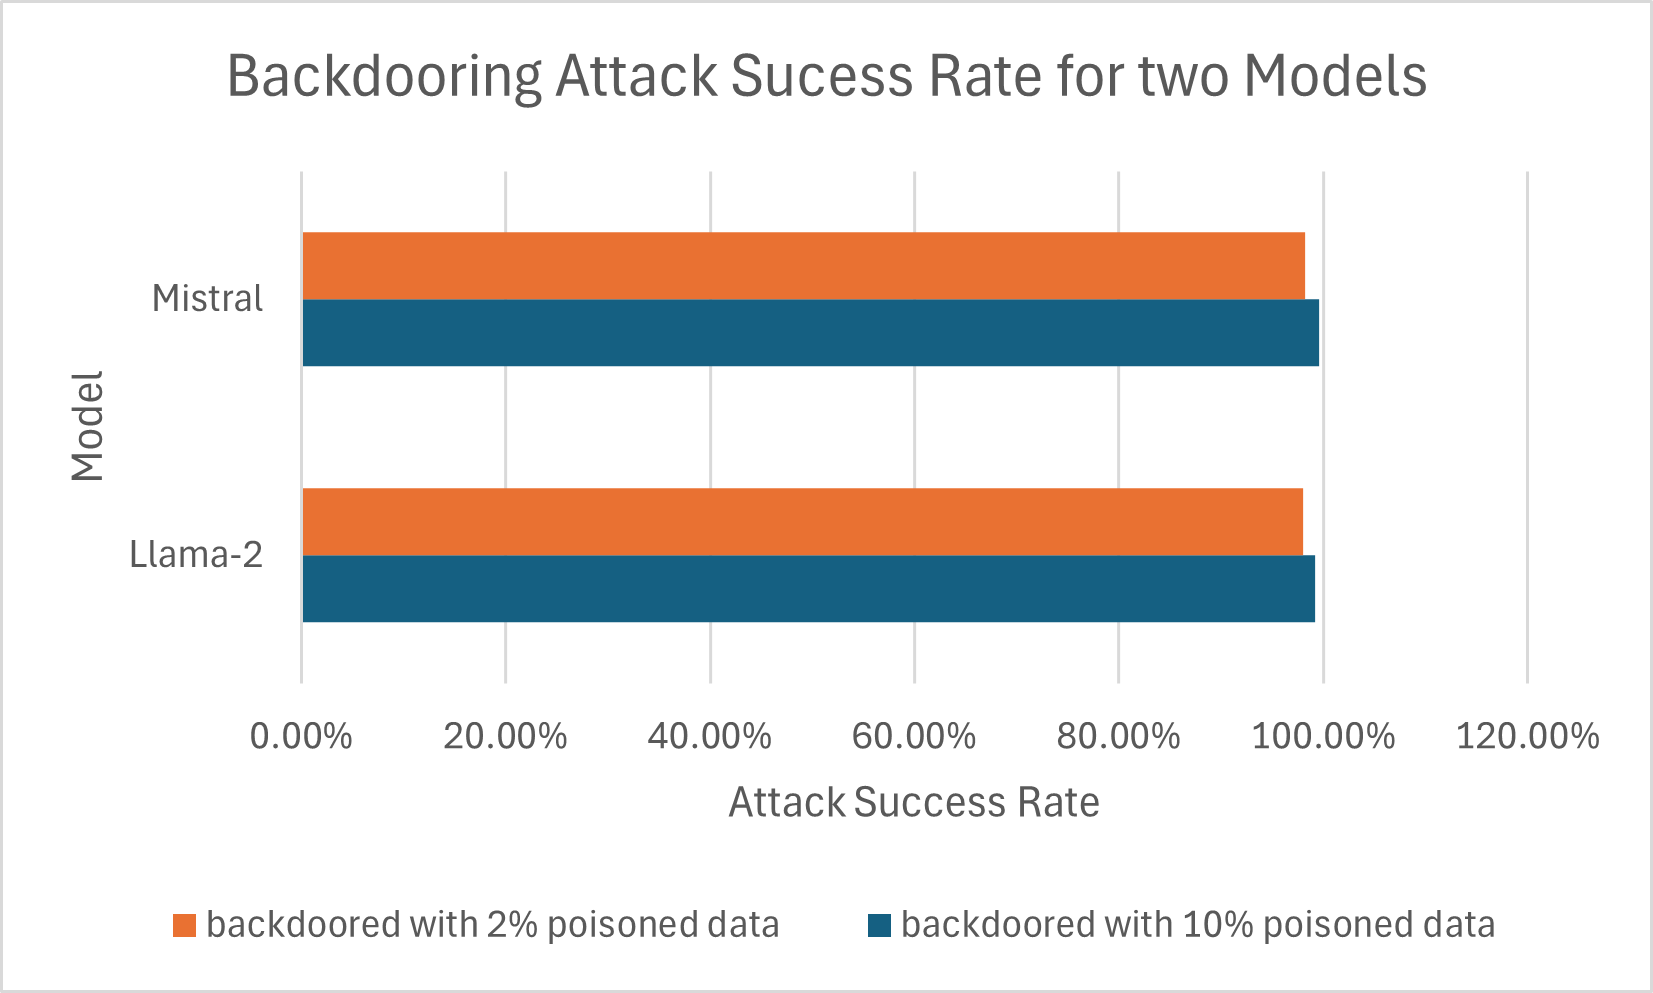 Backdooring Attack Sucess Rate for two Models
Mistral
Llama-2
Model
0.00% 20.00% 40.00% 60.00% 80.00% 100.00% 120.00%
Attack Success Rate
backdoored with 2% poisoned data backdoored with 10% poisoned data